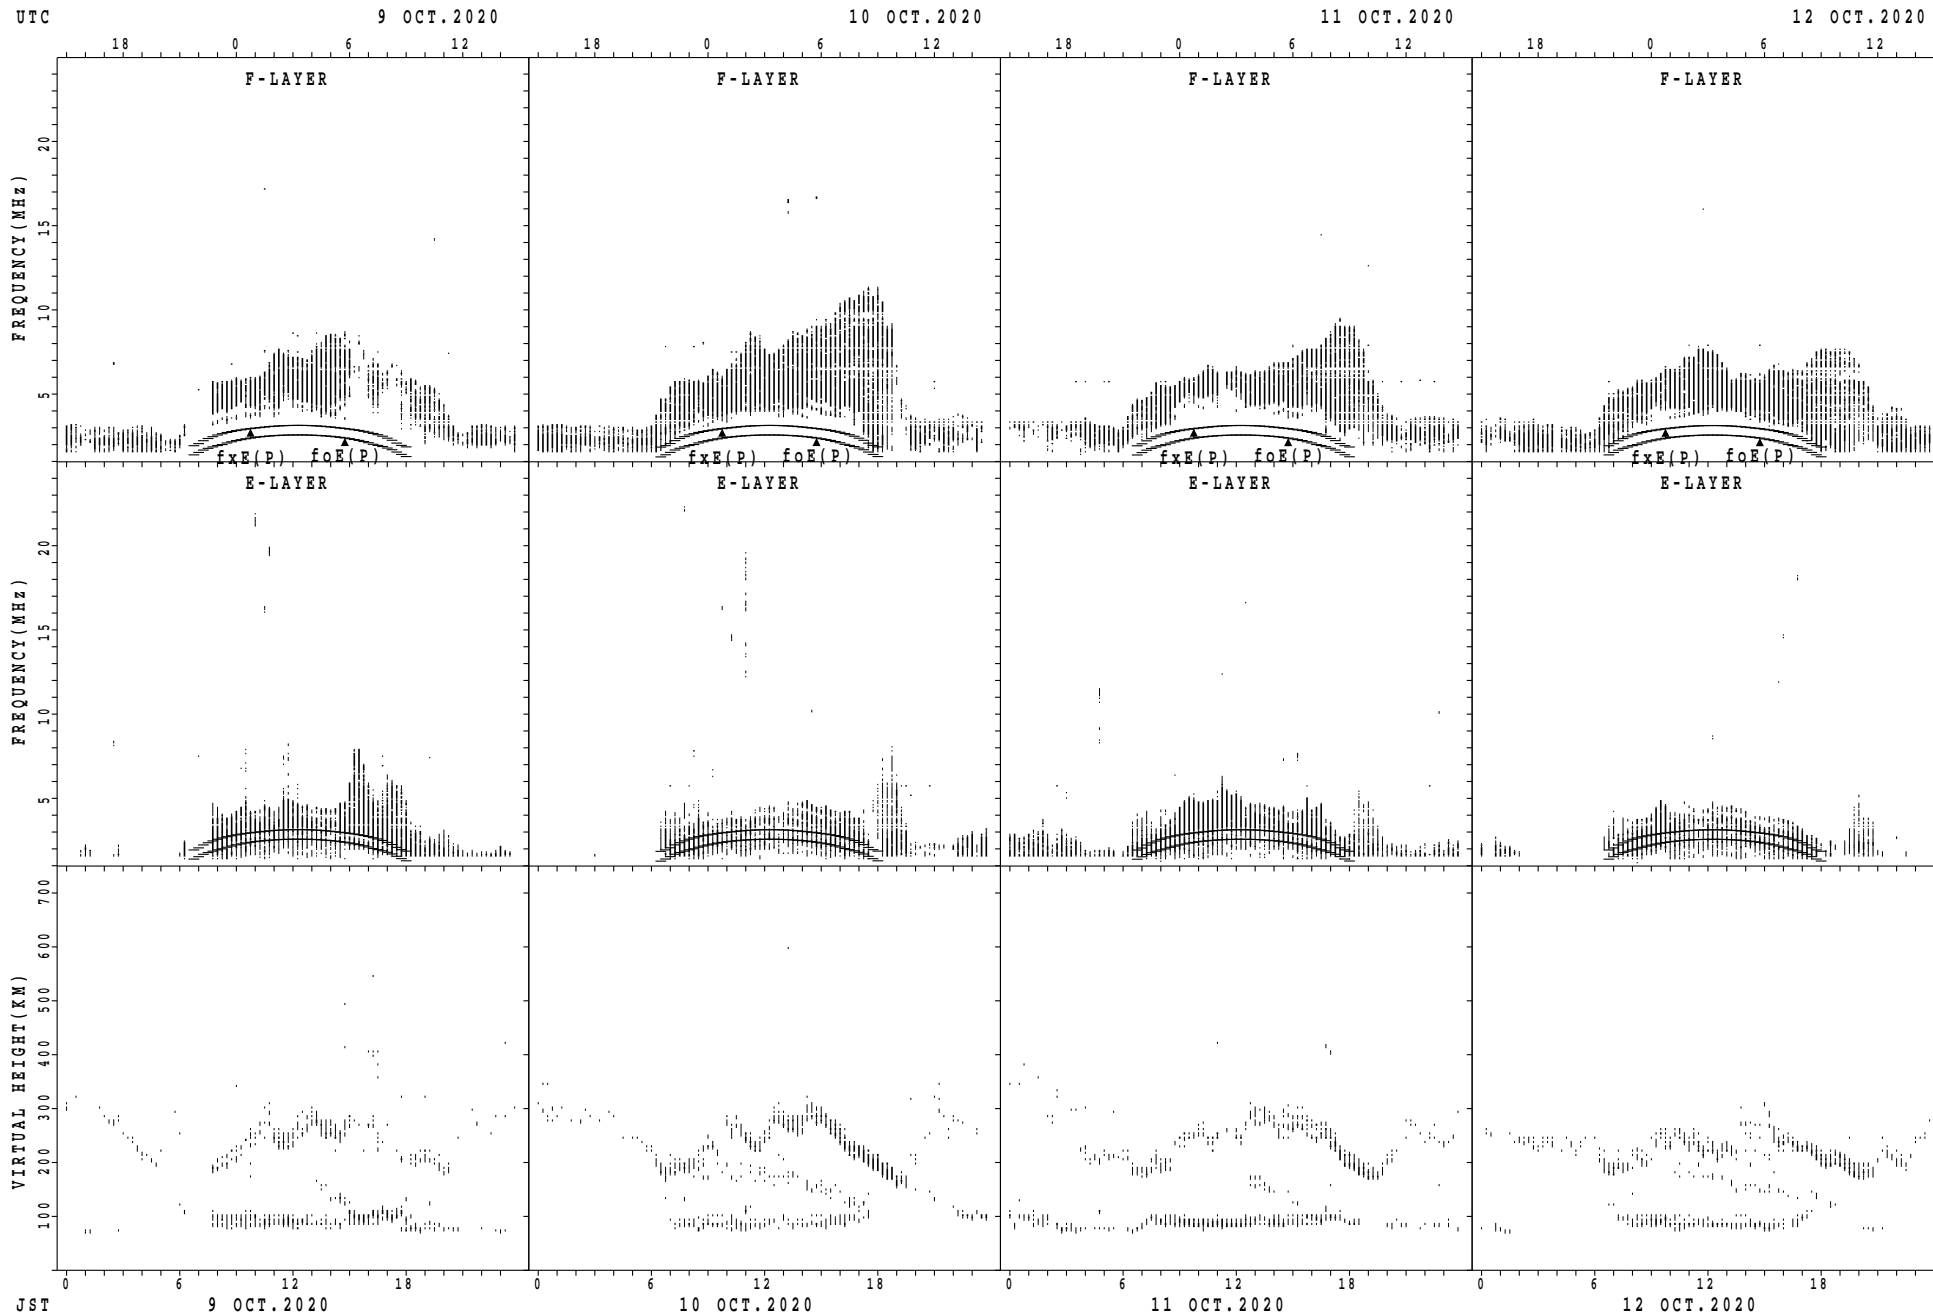 UTC 9 OCT.2020 10 OCT.2020 11 OCT.2020 12 OCT.2020
18 0 6 12 18 0 6 12 18 0 6 12 18 0 6 12
F-LAYER F-LAYER F-LAYER F-LAYER
FREQUENCY(MHz)
20
15
10
5
fxE(P) foE(P) fxE(P) foE(P) fxE(P) foE(P) fxE(P) foE(P)
E-LAYER E-LAYER E-LAYER E-LAYER
FREQUENCY(MHz)
20
15
10
5
VIRTUAL HEIGHT(KM)
700
600
500
400
300
200
100
0 6 12 18 0 6 12 18 0 6 12 18 0 6 12 18
JST 9 OCT.2020 10 OCT.2020 11 OCT.2020 12 OCT.2020